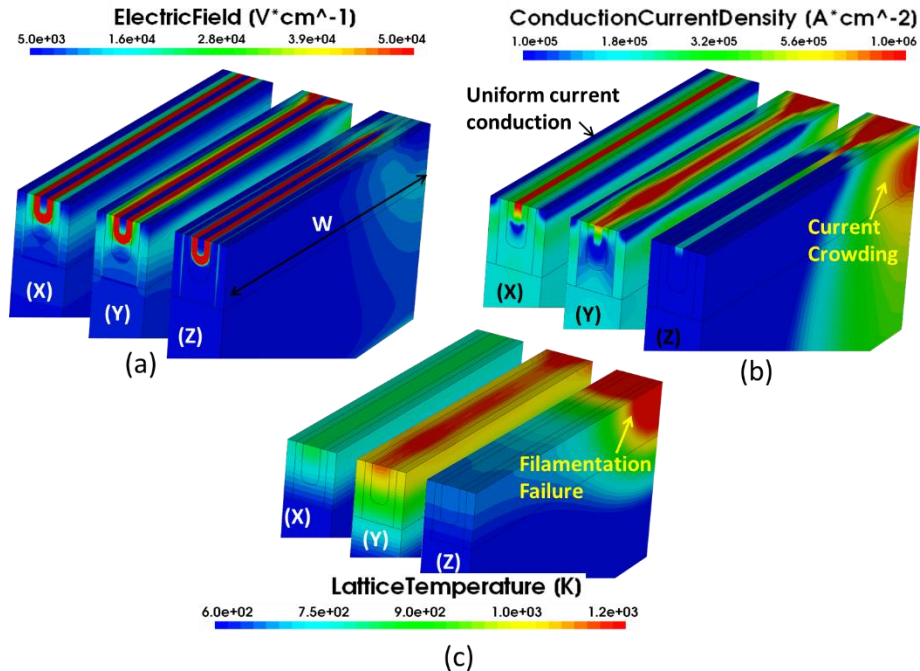 ElectricField (V*cm^-1)
5.0e+03 1.6e+04 2.8e+04 3.9e+04 5.0e+04
ConductionCurrentDensity (A*cm^-2)
1.0e+05 1.8e+05 3.2e+05 5.6e+05 1.0e+06
Uniform current
conduction
W
Current
Crowding
(X)
(Y)
(Z)
(X)
(Y)
(Z)
(a)
(b)
Filamentation
Failure
(X)
(Y)
(Z)
LatticeTemperature (K)
6.0e+02 7.5e+02 9.0e+02 1.0e+03 1.2e+03
(c)